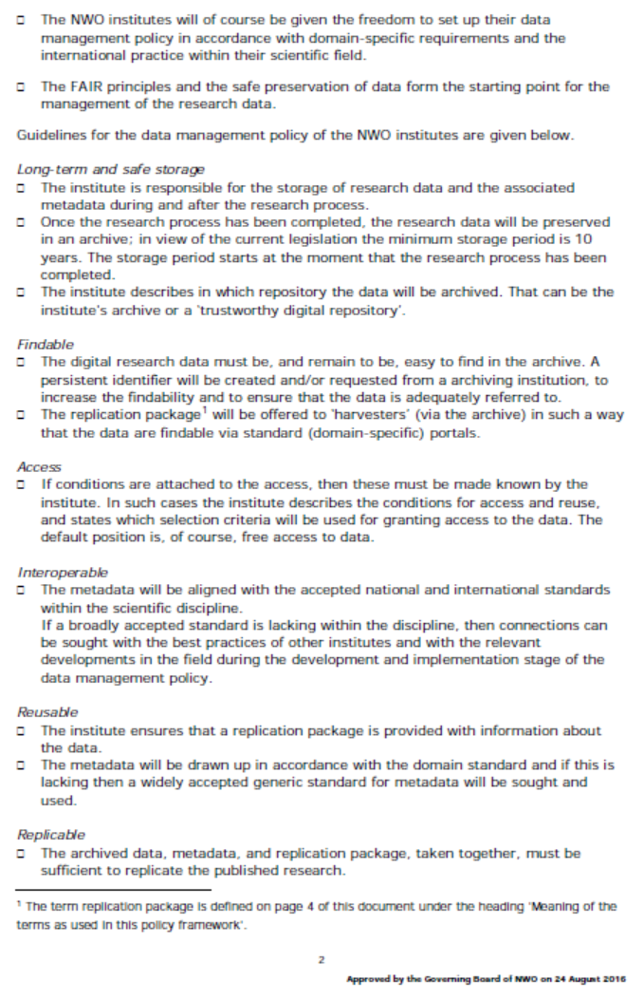 □ The NWO institutes will of course be given the freedom to set up their data
management policy in accordance with domain-specific requirements and the
international practice within their scientific field.
□ The FAIR principles and the safe preservation of data form the starting point for the
management of the research data.
Guidelines for the data management policy of the NWO institutes are given below.
Long-term and safe storage
□ The institute is responsible for the storage of research data and the associated
metadata during and after the research process.
□ Once the research process has been completed, the research data will be preserved
in an archive; in view of the current legislation the minimum storage period is 10
years. The storage period starts at the moment that the research process has been
completed.
□ The institute describes in which repository the data will be archived. That can be the
institute's archive or a 'trustworthy digital repository'.
Findable
□ The digital research data must be, and remain to be, easy to find in the archive. A
persistent identifier will be created and/or requested from a archiving institution, to
increase the findability and to ensure that the data is adequately referred to.
□ The replication package¹ will be offered to 'harvesters' (via the archive) in such a way
that the data are findable via standard (domain-specific) portals.
Access
□ If conditions are attached to the access, then these must be made known by the
institute. In such cases the institute describes the conditions for access and reuse,
and states which selection criteria will be used for granting access to the data. The
default position is, of course, free access to data.
Interoperable
□ The metadata will be aligned with the accepted national and international standards
within the scientific discipline.
If a broadly accepted standard is lacking within the discipline, then connections can
be sought with the best practices of other institutes and with the relevant
developments in the field during the development and implementation stage of the
data management policy.
Reusable
□ The institute ensures that a replication package is provided with information about
the data.
□ The metadata will be drawn up in accordance with the domain standard and if this is
lacking then a widely accepted generic standard for metadata will be sought and
used.
Replicable
□ The archived data, metadata, and replication package, taken together, must be
sufficient to replicate the published research.
¹ The term replication package is defined on page 4 of this document under the heading 'Meaning of the
terms as used in this policy framework'.
2
Approved by the Governing Board of NWO on 24 August 2016